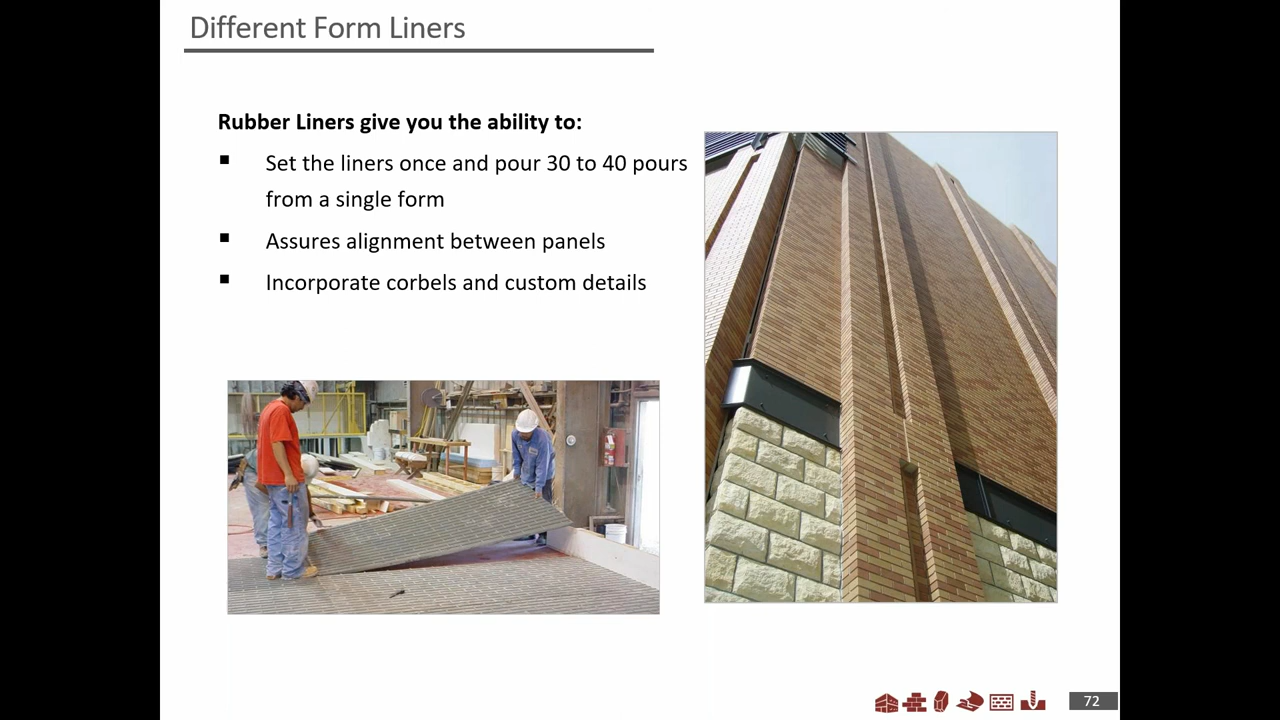 Different Form Liners
Rubber Liners give you the ability to:
▪ Set the liners once and pour 30 to 40 pours
from a single form
▪ Assures alignment between panels
▪ Incorporate corbels and custom details
72